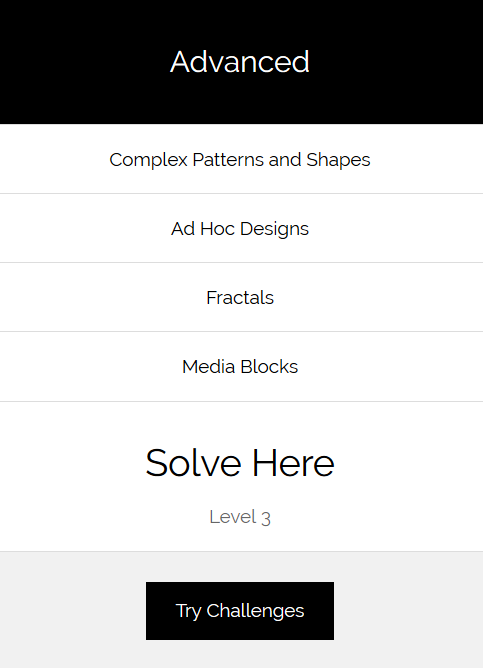 Advanced
Complex Patterns and Shapes
Ad Hoc Designs
Fractals
Media Blocks
Solve Here
Level 3
Try Challenges